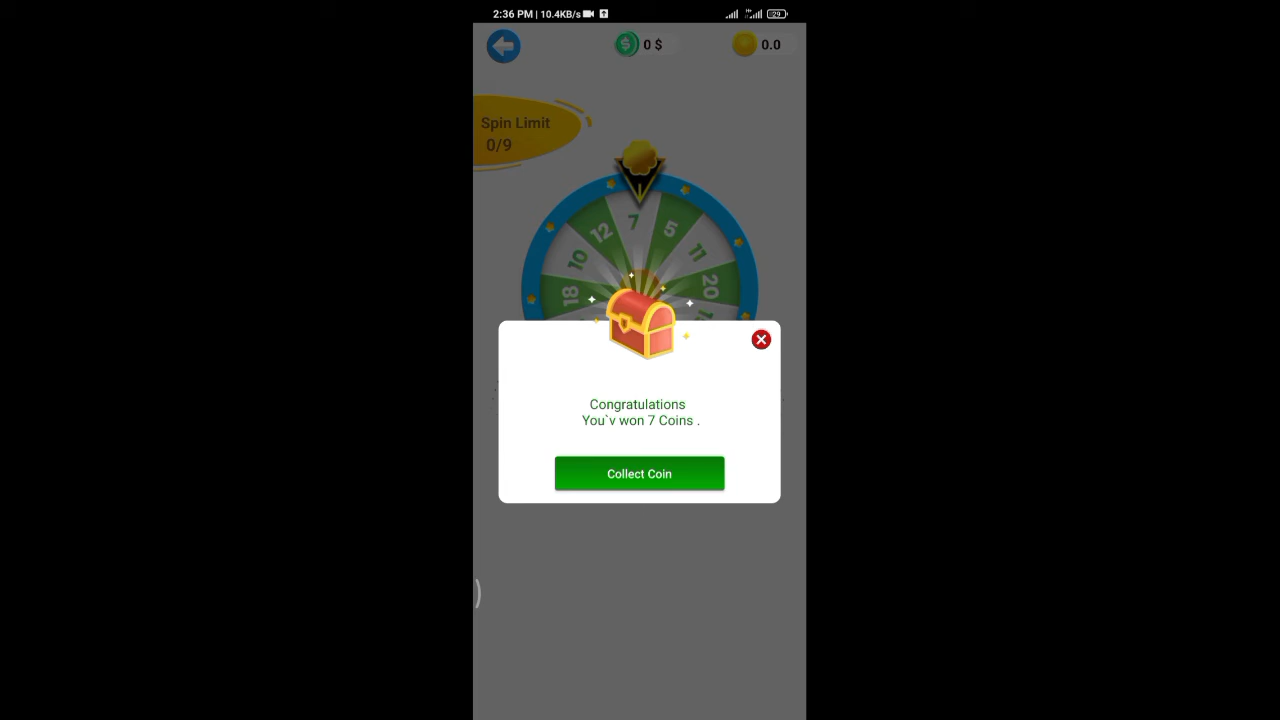 2:36 PM | 10.4KB/s
29
0 $
0.0
Spin Limit
0/9
7
5
11
20
12
10
18
Congratulations
You`v won 7 Coins .
Collect Coin